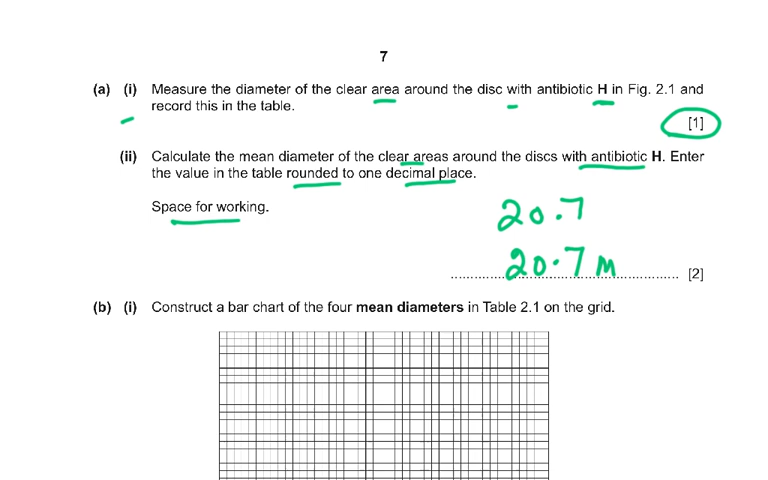 7
(a) (i) Measure the diameter of the clear area around the disc with antibiotic H in Fig. 2.1 and
record this in the table.
[1]
(ii) Calculate the mean diameter of the clear areas around the discs with antibiotic H. Enter
the value in the table rounded to one decimal place.
Space for working.
20.7
20.7 m
[2]
(b) (i) Construct a bar chart of the four mean diameters in Table 2.1 on the grid.